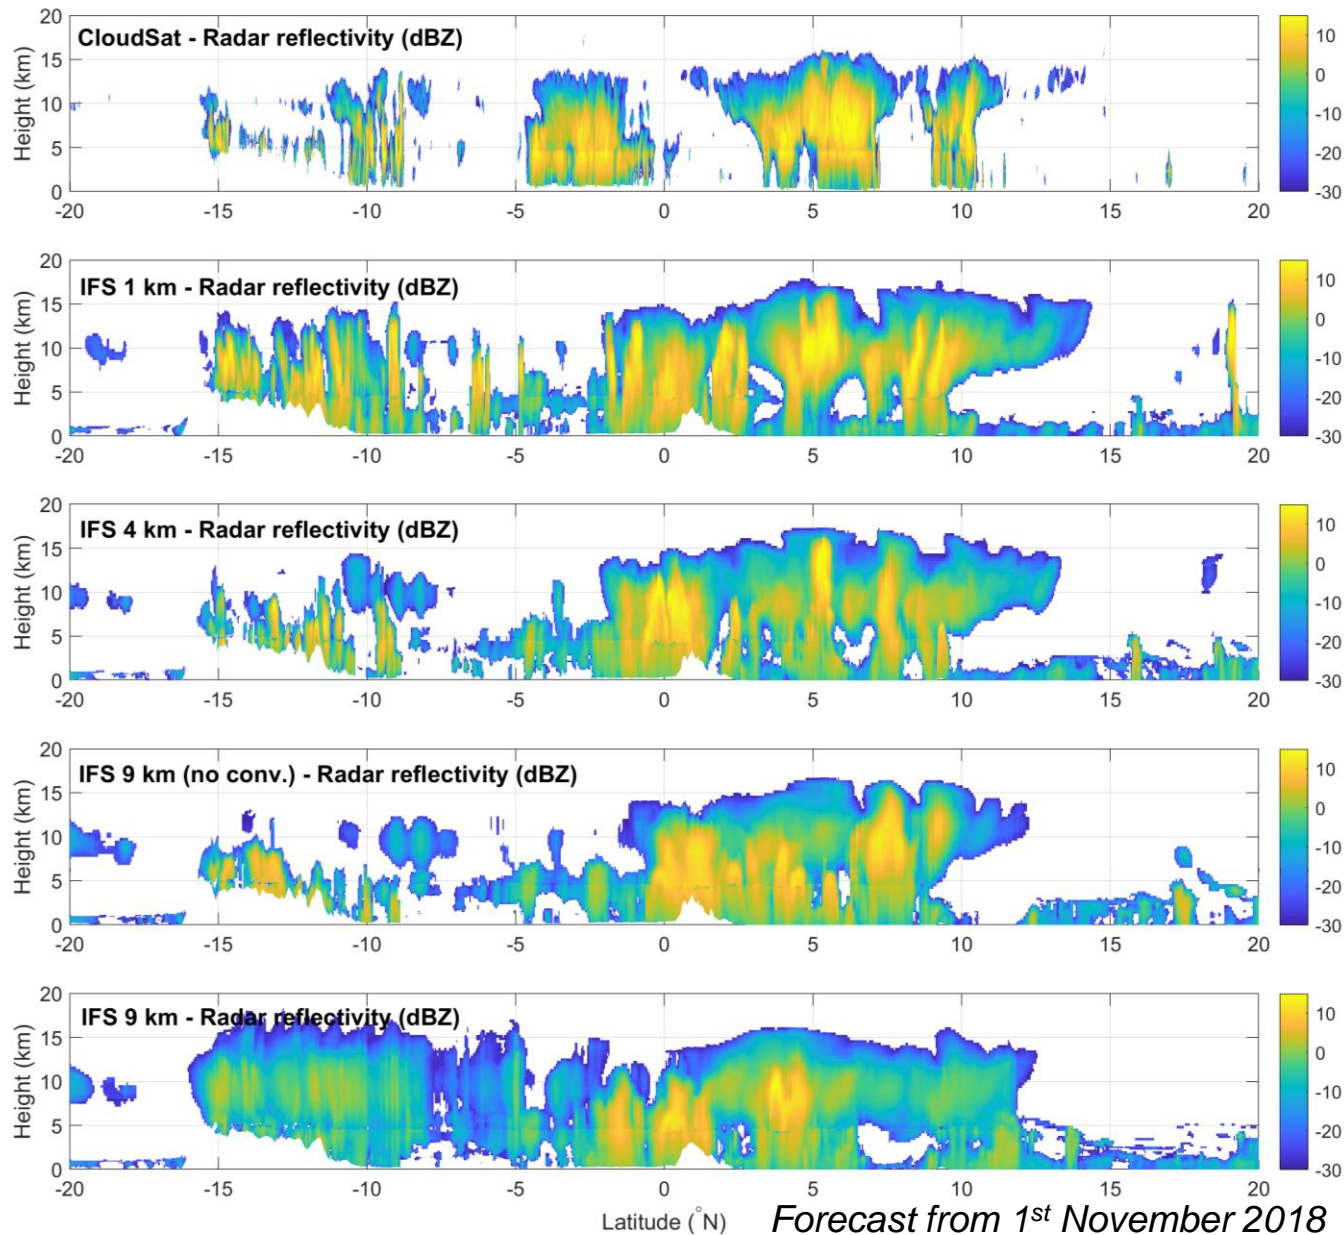 CloudSat - Radar reflectivity (dBZ)
Height (km)
20
15
10
5
0
-20 -15 -10 -5 0 5 10 15 20
10
0
-10
-20
-30
IFS 1 km - Radar reflectivity (dBZ)
Height (km)
20
15
10
5
0
-20 -15 -10 -5 0 5 10 15 20
10
0
-10
-20
-30
IFS 4 km - Radar reflectivity (dBZ)
Height (km)
20
15
10
5
0
-20 -15 -10 -5 0 5 10 15 20
10
0
-10
-20
-30
IFS 9 km (no conv.) - Radar reflectivity (dBZ)
Height (km)
20
15
10
5
0
-20 -15 -10 -5 0 5 10 15 20
10
0
-10
-20
-30
IFS 9 km - Radar reflectivity (dBZ)
Height (km)
20
15
10
5
0
-20 -15 -10 -5 0 5 10 15 20
10
0
-10
-20
-30
Latitude (°N)
Forecast from 1st November 2018